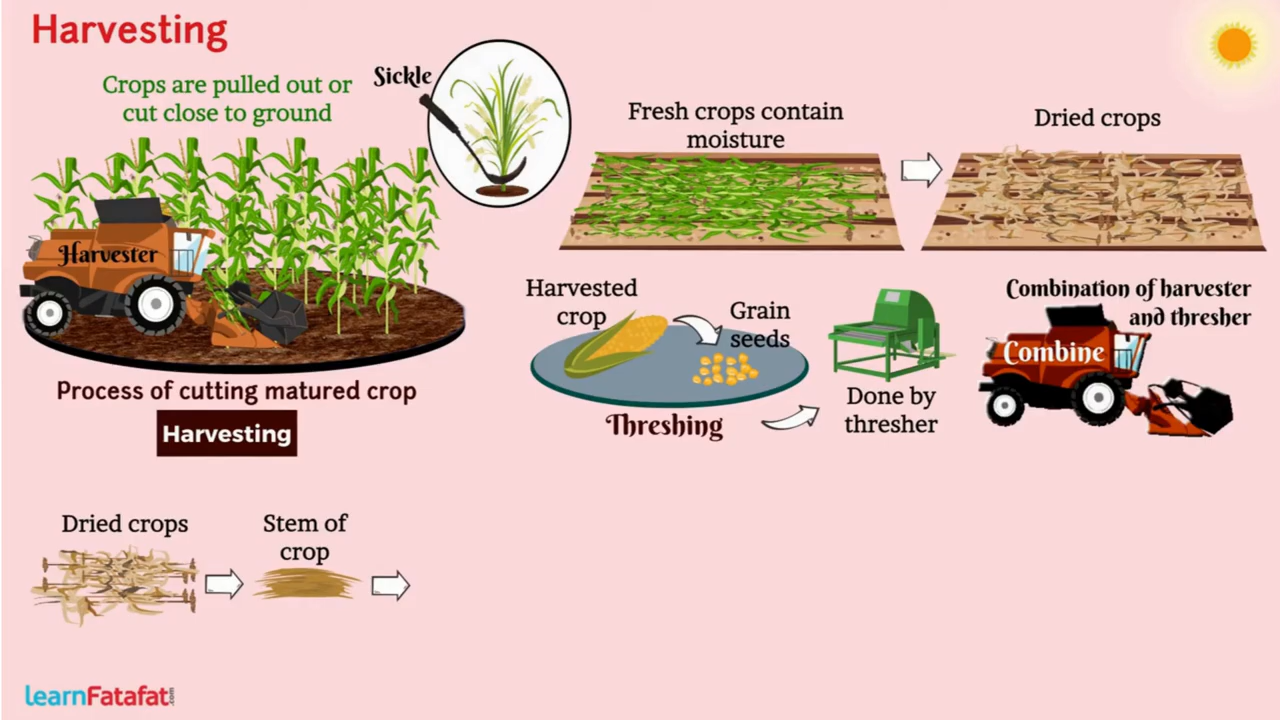 Harvesting
Crops are pulled out or
cut close to ground
Sickle
Harvester
Process of cutting matured crop
Harvesting
Fresh crops contain
moisture
Dried crops
Harvested
crop
Grain
seeds
Threshing
Done by
thresher
Combination of harvester
and thresher
Combine
Dried crops
Stem of
crop
learnFatafat.com